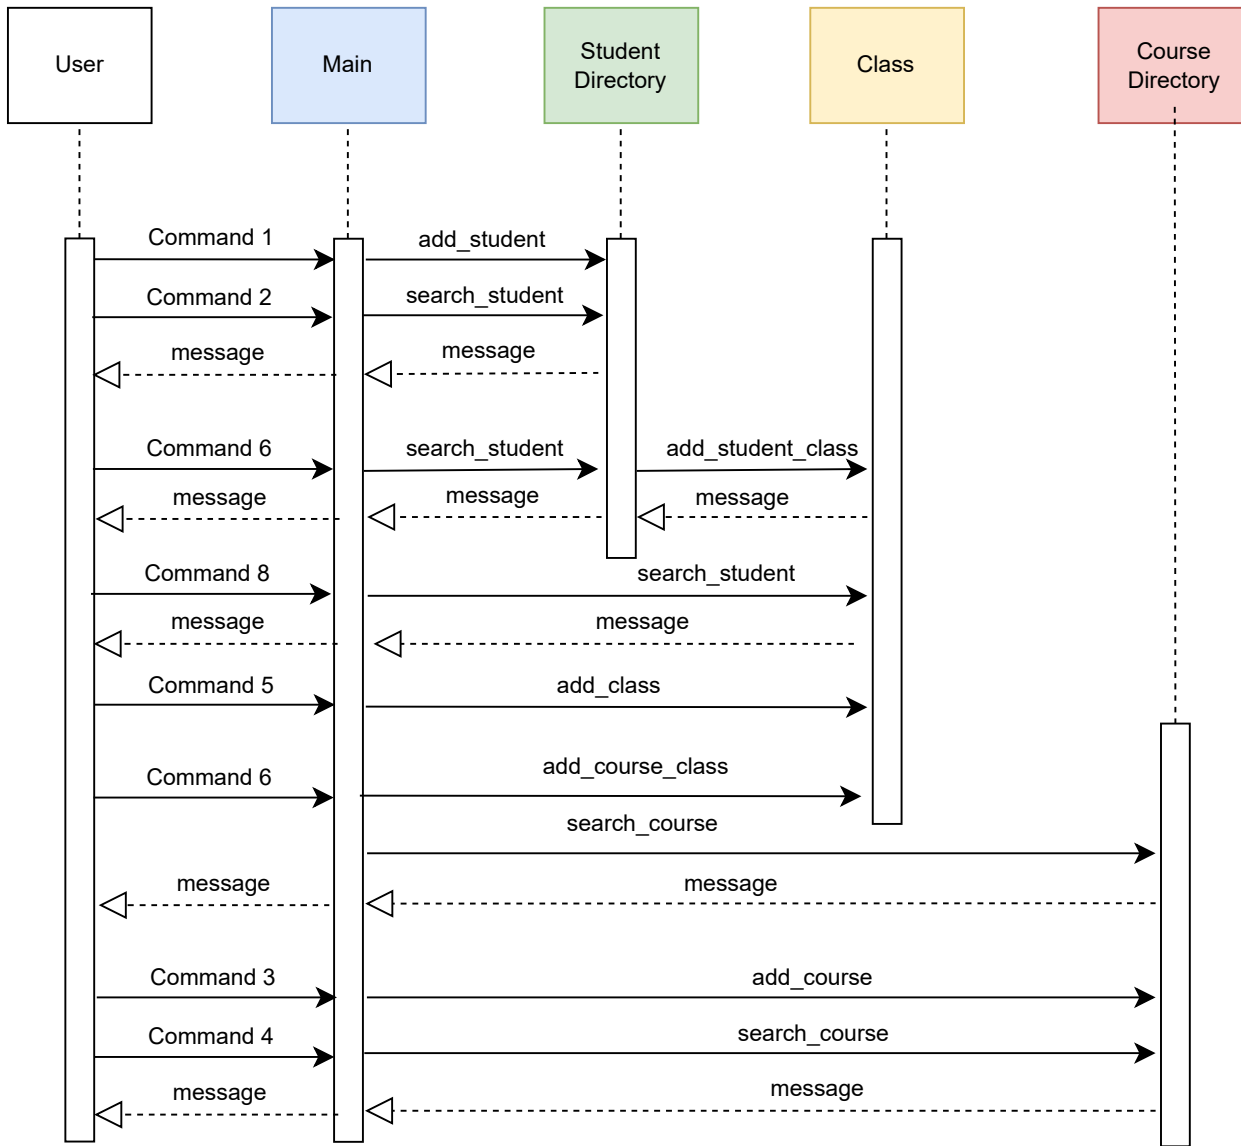 User
Main
Student
Directory
Class
Course
Directory
Command 1
add_student
Command 2
search_student
message
message
Command 6
search_student
add_student_class
message
message
message
Command 8
search_student
message
message
Command 5
add_class
Command 6
add_course_class
search_course
message
message
Command 3
add_course
Command 4
search_course
message
message